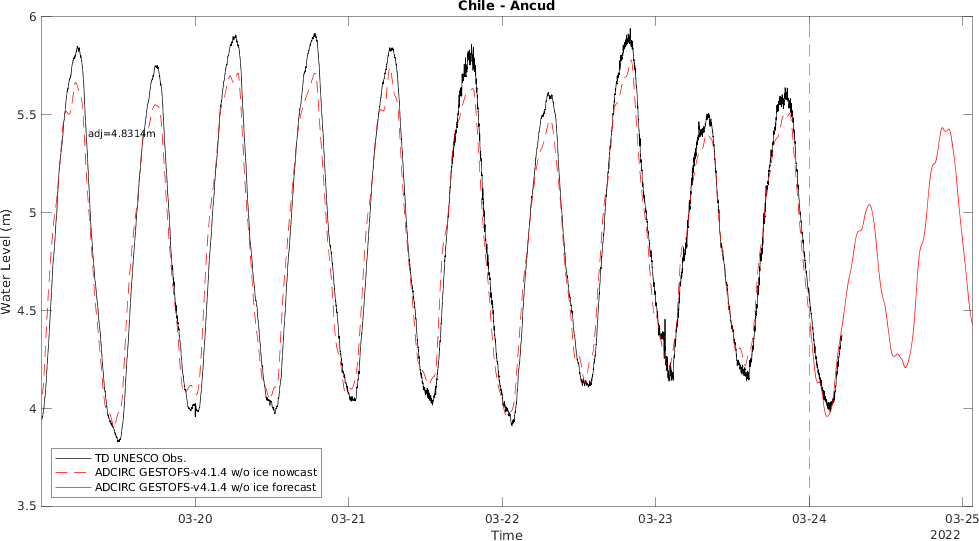 Chile - Ancud
6
5.5
5
4.5
4
3.5
Water Level (m)
adj=4.8314m
TD UNESCO Obs.
ADCIRC GESTOFS-v4.1.4 w/o ice nowcast
ADCIRC GESTOFS-v4.1.4 w/o ice forecast
03-20 03-21 03-22 03-23 03-24 03-25
Time
2022